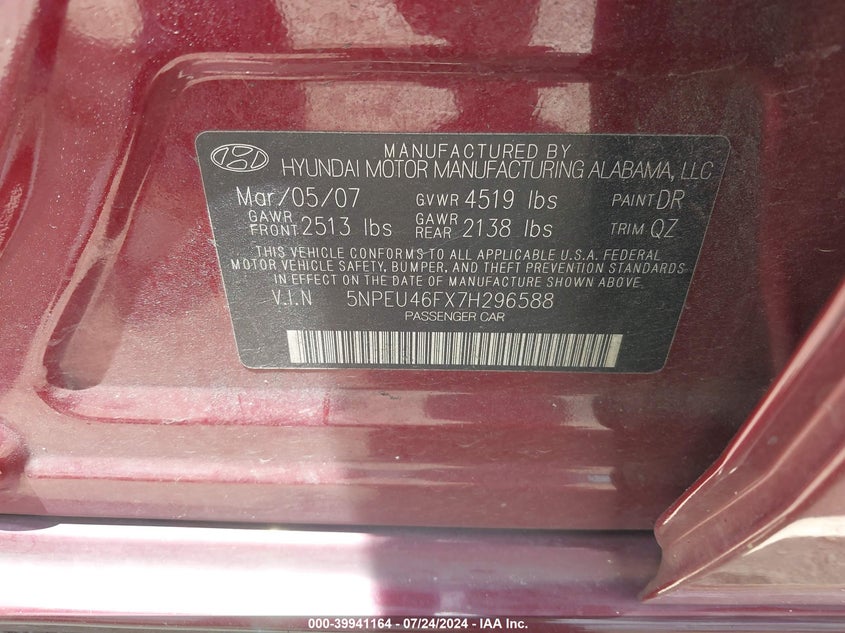 MANUFACTURED BY
HYUNDAI MOTOR MANUFACTURING ALABAMA, LLC
Mar/05/07 GVWR 4519 lbs PAINT DR
GAWR FRONT 2513 lbs GAWR REAR 2138 lbs TRIM QZ
THIS VEHICLE CONFORMS TO ALL APPLICABLE U.S.A. FEDERAL
MOTOR VEHICLE SAFETY, BUMPER, AND THEFT PREVENTION STANDARDS
IN EFFECT ON THE DATE OF MANUFACTURE SHOWN ABOVE.
V.I.N 5NPEU46FX7H296588
PASSENGER CAR
000-39941164 - 07/24/2024 - IAA Inc.